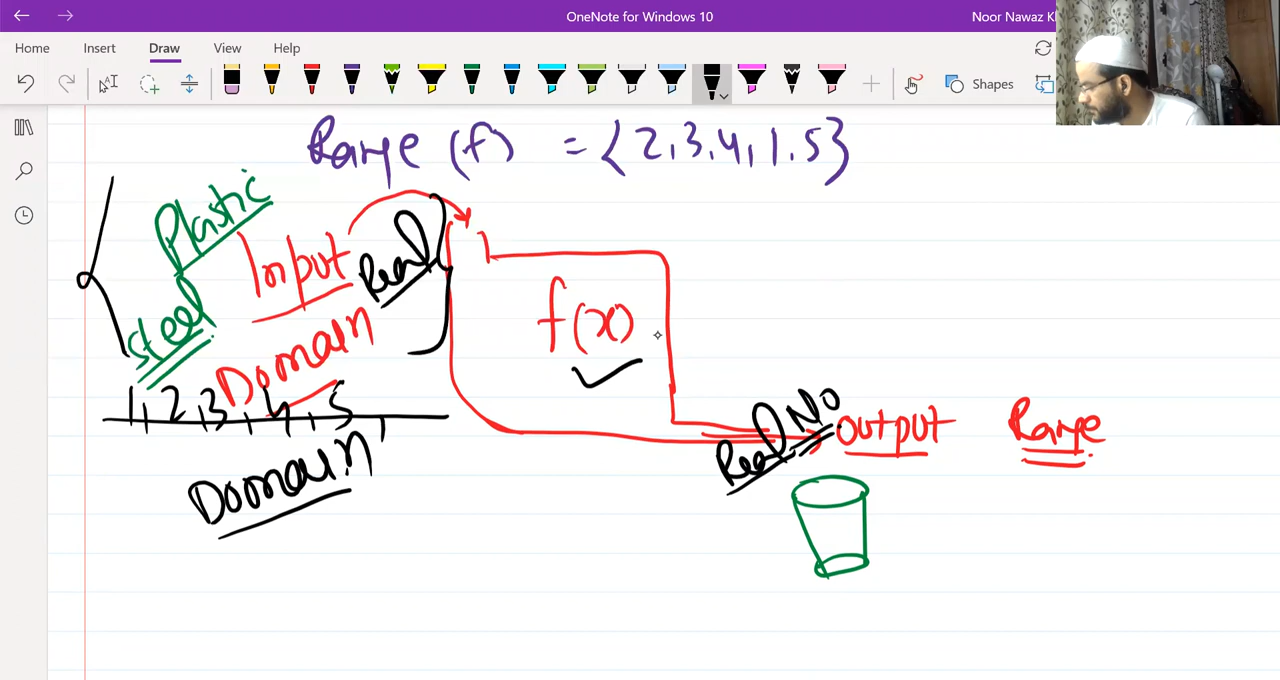 OneNote for Windows 10
Noor Nawaz Kh
Home Insert Draw View Help
Shapes
Range (f) = {2,3,4,1.5}
Plastic
Input
Real
steel
Domain
f(x)
1,2,3,4,5
Domain
Real No
output
Range